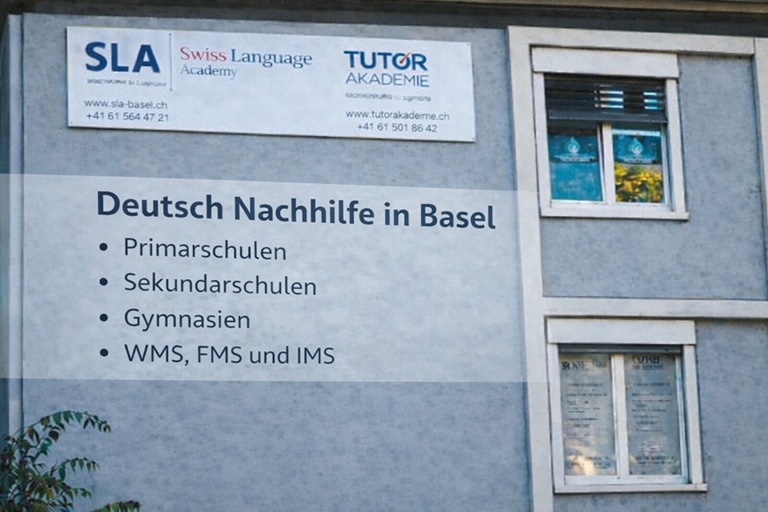 SLA
Swiss Language
Academy
www.sla-basel.ch
+41 61 564 47 21
TUTOR
AKADEMIE
www.tutorakademie.ch
+41 61 501 86 42
Deutsch Nachhilfe in Basel
• Primarschulen
• Sekundarschulen
• Gymnasien
• WMS, FMS und IMS